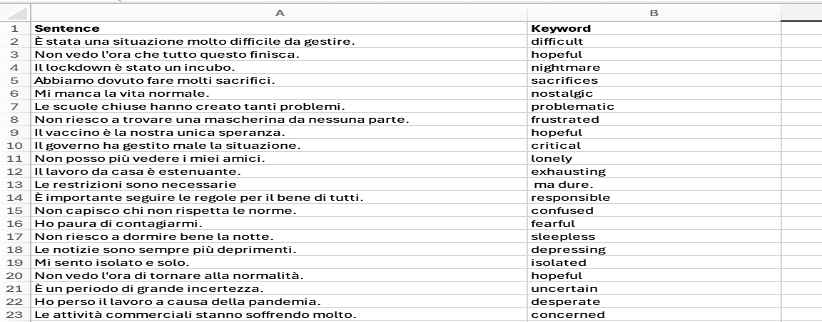 A B
1 Sentence Keyword
2 È stata una situazione molto difficile da gestire. difficult
3 Non vedo l'ora che tutto questo finisca. hopeful
4 Il lockdown è stato un incubo. nightmare
5 Abbiamo dovuto fare molti sacrifici. sacrifices
6 Mi manca la vita normale. nostalgic
7 Le scuole chiuse hanno creato tanti problemi. problematic
8 Non riesco a trovare una mascherina da nessuna parte. frustrated
9 Il vaccino è la nostra unica speranza. hopeful
10 Il governo ha gestito male la situazione. critical
11 Non posso più vedere i miei amici. lonely
12 Il lavoro da casa è estenuante. exhausting
13 Le restrizioni sono necessarie ma dure.
14 È importante seguire le regole per il bene di tutti. responsible
15 Non capisco chi non rispetta le norme. confused
16 Ho paura di contagiarmi. fearful
17 Non riesco a dormire bene la notte. sleepless
18 Le notizie sono sempre più deprimenti. depressing
19 Mi sento isolato e solo. isolated
20 Non vedo l'ora di tornare alla normalità. hopeful
21 È un periodo di grande incertezza. uncertain
22 Ho perso il lavoro a causa della pandemia. desperate
23 Le attività commerciali stanno soffrendo molto. concerned